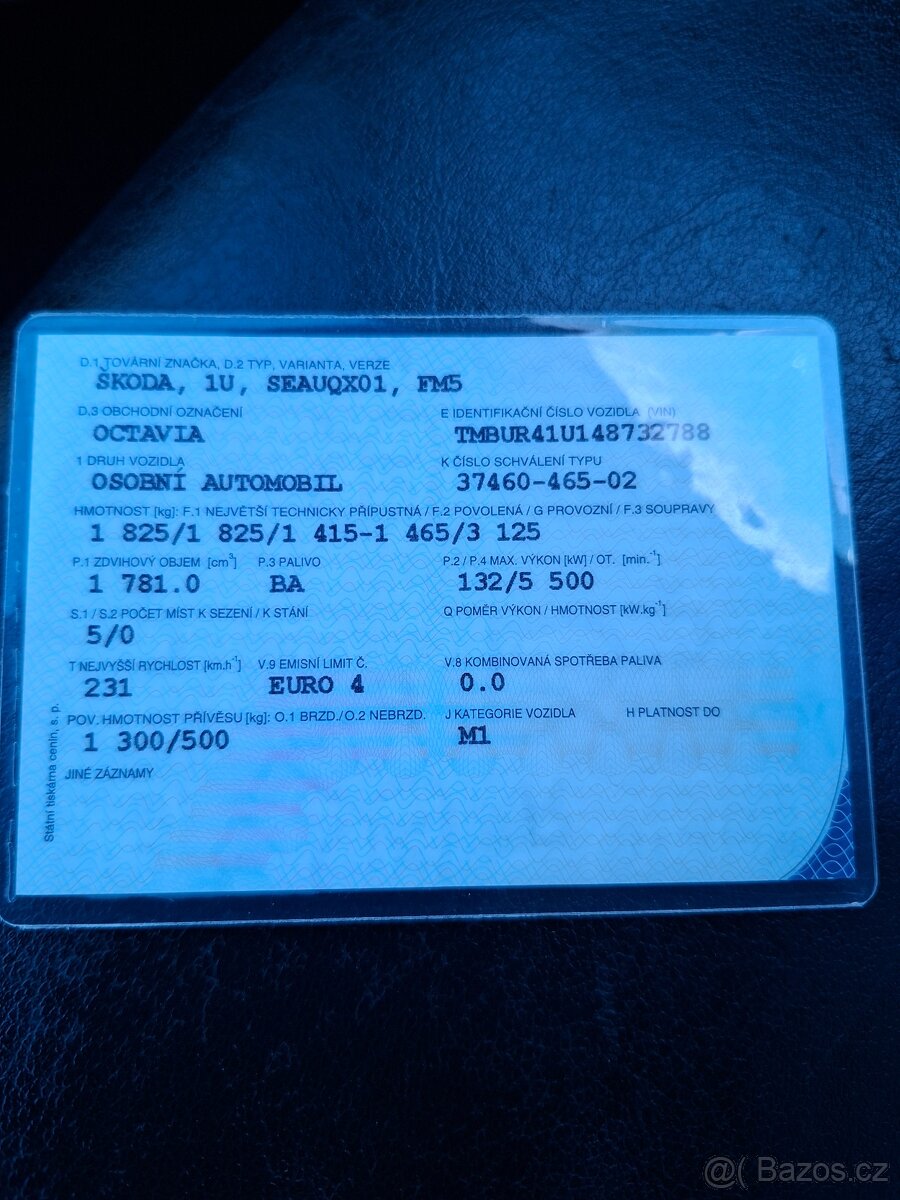 D.1 TOVÁRNÍ ZNAČKA, D.2 TYP, VARIANTA, VERZE
ŠKODA, 1U, SEAUQX01, FM5
D.3 OBCHODNÍ OZNAČENÍ E IDENTIFIKAČNÍ ČÍSLO VOZIDLA (VIN)
OCTAVIA TMBUR41U148732788
1 DRUH VOZIDLA K ČÍSLO SCHVÁLENÍ TYPU
OSOBNÍ AUTOMOBIL 37460-465-02
HMOTNOST [kg]: F.1 NEJVĚTŠÍ TECHNICKY PŘÍPUSTNÁ / F.2 POVOLENÁ / G PROVOZNÍ / F.3 SOUPRAVY
1 825/1 825/1 415-1 465/3 125
P.1 ZDVIHOVÝ OBJEM [cm³] P.3 PALIVO P.2 / P.4 MAX. VÝKON [kW] / OT. [min.⁻¹]
1 781.0 BA 132/5 500
S.1 / S.2 POČET MÍST K SEZENÍ / K STÁNÍ Q POMĚR VÝKON / HMOTNOST [kW.kg⁻¹]
5/0
T NEJVYŠŠÍ RYCHLOST [km.h⁻¹] V.9 EMISNÍ LIMIT Č. V.8 KOMBINOVANÁ SPOTŘEBA PALIVA
231 EURO 4 0.0
POV. HMOTNOST PŘÍVĚSU [kg]: O.1 BRZD./O.2 NEBRZD. J KATEGORIE VOZIDLA H PLATNOST DO
1 300/500 M1
JINÉ ZÁZNAMY
Státní tiskárna cenin, s. p.
@( Bazos.cz